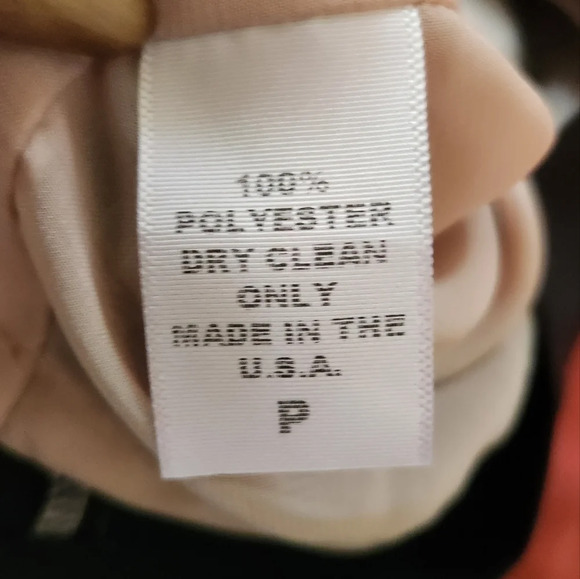 100%
POLYESTER
DRY CLEAN
ONLY
MADE IN THE
U.S.A.
P